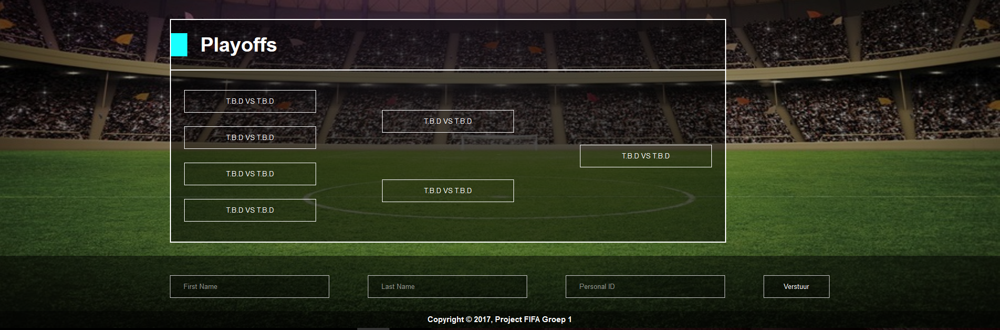 Playoffs
T.B.D VS T.B.D
T.B.D VS T.B.D
T.B.D VS T.B.D
T.B.D VS T.B.D
T.B.D VS T.B.D
T.B.D VS T.B.D
T.B.D VS T.B.D
First Name
Last Name
Personal ID
Verstuur
Copyright © 2017, Project FIFA Groep 1